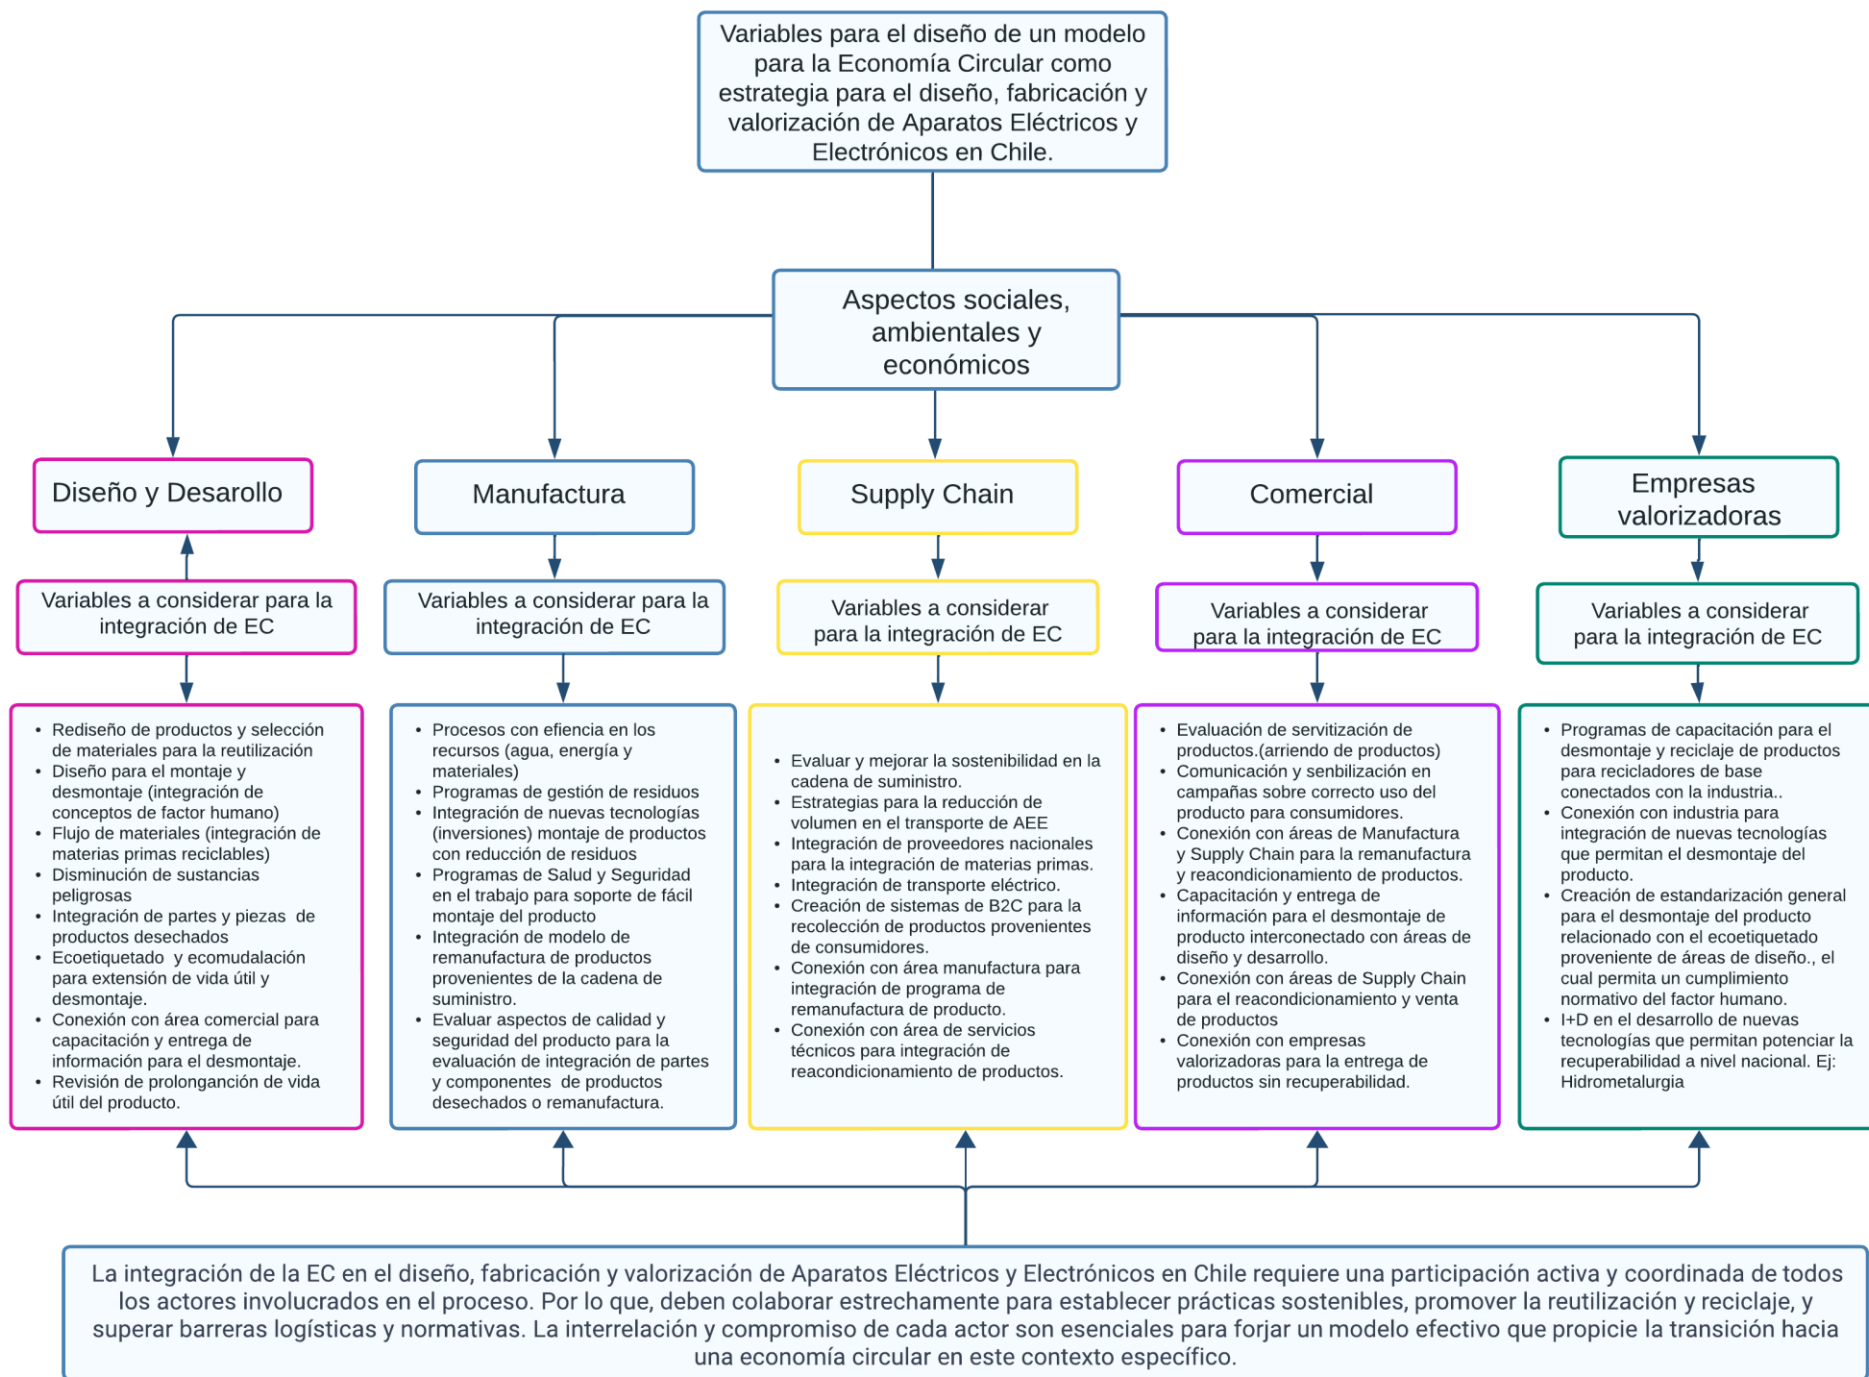 Variables para el diseño de un modelo
para la Economía Circular como
estrategia para el diseño, fabricación y
valorización de Aparatos Eléctricos y
Electrónicos en Chile.
Aspectos sociales,
ambientales y
económicos
Diseño y Desarollo
Manufactura
Supply Chain
Comercial
Empresas
valorizadoras
Variables a considerar para la
integración de EC
Variables a considerar para la
integración de EC
Variables a considerar
para la integración de EC
Variables a considerar
para la integración de EC
Variables a considerar
para la integración de EC
• Rediseño de productos y selección
de materiales para la reutilización
• Diseño para el montaje y
desmontaje (integración de
conceptos de factor humano)
• Flujo de materiales (integración de
materias primas reciclables)
• Disminución de sustancias
peligrosas
• Integración de partes y piezas de
productos desechados
• Ecoetiquetado y ecomudalación
para extensión de vida útil y
desmontaje.
• Conexión con área comercial para
capacitación y entrega de
información para el desmontaje.
• Revisión de prolonganción de vida
útil del producto.
• Procesos con efiencia en los
recursos (agua, energía y
materiales)
• Programas de gestión de residuos
• Integración de nuevas tecnologías
(inversiones) montaje de productos
con reducción de residuos
• Programas de Salud y Seguridad
en el trabajo para soporte de fácil
montaje del producto
• Integración de modelo de
remanufactura de productos
provenientes de la cadena de
suministro.
• Evaluar aspectos de calidad y
seguridad del producto para la
evaluación de integración de partes
y componentes de productos
desechados o remanufactura.
• Evaluar y mejorar la sostenibilidad en la
cadena de suministro.
• Estrategias para la reducción de
volumen en el transporte de AEE
• Integración de proveedores nacionales
para la integración de materias primas.
• Integración de transporte eléctrico.
• Creación de sistemas de B2C para la
recolección de productos provenientes
de consumidores.
• Conexión con área manufactura para
integración de programa de
remanufactura de producto.
• Conexión con área de servicios
técnicos para integración de
reacondicionamiento de productos.
• Evaluación de servitización de
productos.(arriendo de productos)
• Comunicación y senbilización en
campañas sobre correcto uso del
producto para consumidores.
• Conexión con áreas de Manufactura
y Supply Chain para la remanufactura
y reacondicionamiento de productos.
• Capacitación y entrega de
información para el desmontaje de
producto interconectado con áreas de
diseño y desarrollo.
• Conexión con áreas de Supply Chain
para el reacondicionamiento y venta
de productos
• Conexión con empresas
valorizadoras para la entrega de
productos sin recuperabilidad.
• Programas de capacitación para el
desmontaje y reciclaje de productos
para recicladores de base
conectados con la industria..
• Conexión con industria para
integración de nuevas tecnologías
que permitan el desmontaje del
producto.
• Creación de estandarización general
para el desmontaje del producto
relacionado con el ecoetiquetado
proveniente de áreas de diseño., el
cual permita un cumplimiento
normativo del factor humano.
• I+D en el desarrollo de nuevas
tecnologías que permitan potenciar la
recuperabilidad a nivel nacional. Ej:
Hidrometalurgia
La integración de la EC en el diseño, fabricación y valorización de Aparatos Eléctricos y Electrónicos en Chile requiere una participación activa y coordinada de todos
los actores involucrados en el proceso. Por lo que, deben colaborar estrechamente para establecer prácticas sostenibles, promover la reutilización y reciclaje, y
superar barreras logísticas y normativas. La interrelación y compromiso de cada actor son esenciales para forjar un modelo efectivo que propicie la transición hacia
una economía circular en este contexto específico.